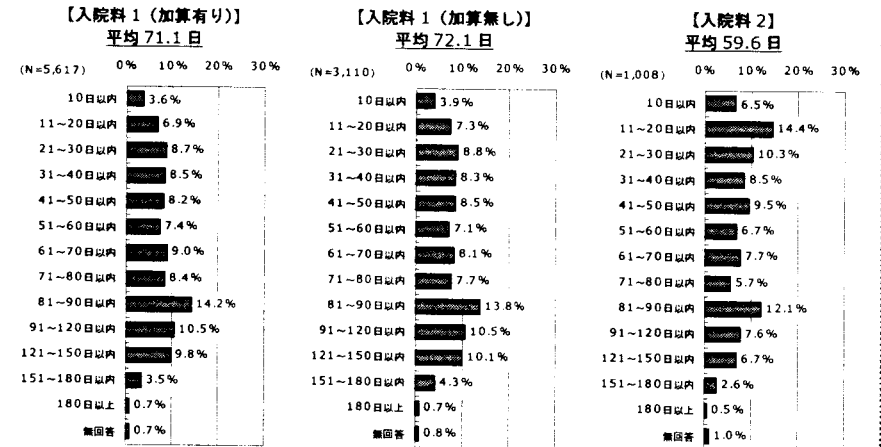 【入院料1（加算有り）】
平均 71.1 日
(N=5,617) 0% 10% 20% 30%
10日以内 3.6%
11～20日以内 6.9%
21～30日以内 8.7%
31～40日以内 8.5%
41～50日以内 8.2%
51～60日以内 7.4%
61～70日以内 9.0%
71～80日以内 8.4%
81～90日以内 14.2%
91～120日以内 10.5%
121～150日以内 9.8%
151～180日以内 3.5%
180日以上 0.7%
無回答 0.7%
【入院料1（加算無し）】
平均 72.1 日
(N=3,110) 0% 10% 20% 30%
10日以内 3.9%
11～20日以内 7.3%
21～30日以内 8.8%
31～40日以内 8.3%
41～50日以内 8.5%
51～60日以内 7.1%
61～70日以内 8.1%
71～80日以内 7.7%
81～90日以内 13.8%
91～120日以内 10.5%
121～150日以内 10.1%
151～180日以内 4.3%
180日以上 0.7%
無回答 0.8%
【入院料2】
平均 59.6 日
(N=1,008) 0% 10% 20% 30%
10日以内 6.5%
11～20日以内 14.4%
21～30日以内 10.3%
31～40日以内 8.5%
41～50日以内 9.5%
51～60日以内 6.7%
61～70日以内 7.7%
71～80日以内 5.7%
81～90日以内 12.1%
91～120日以内 7.6%
121～150日以内 6.7%
151～180日以内 2.6%
180日以上 0.5%
無回答 1.0%